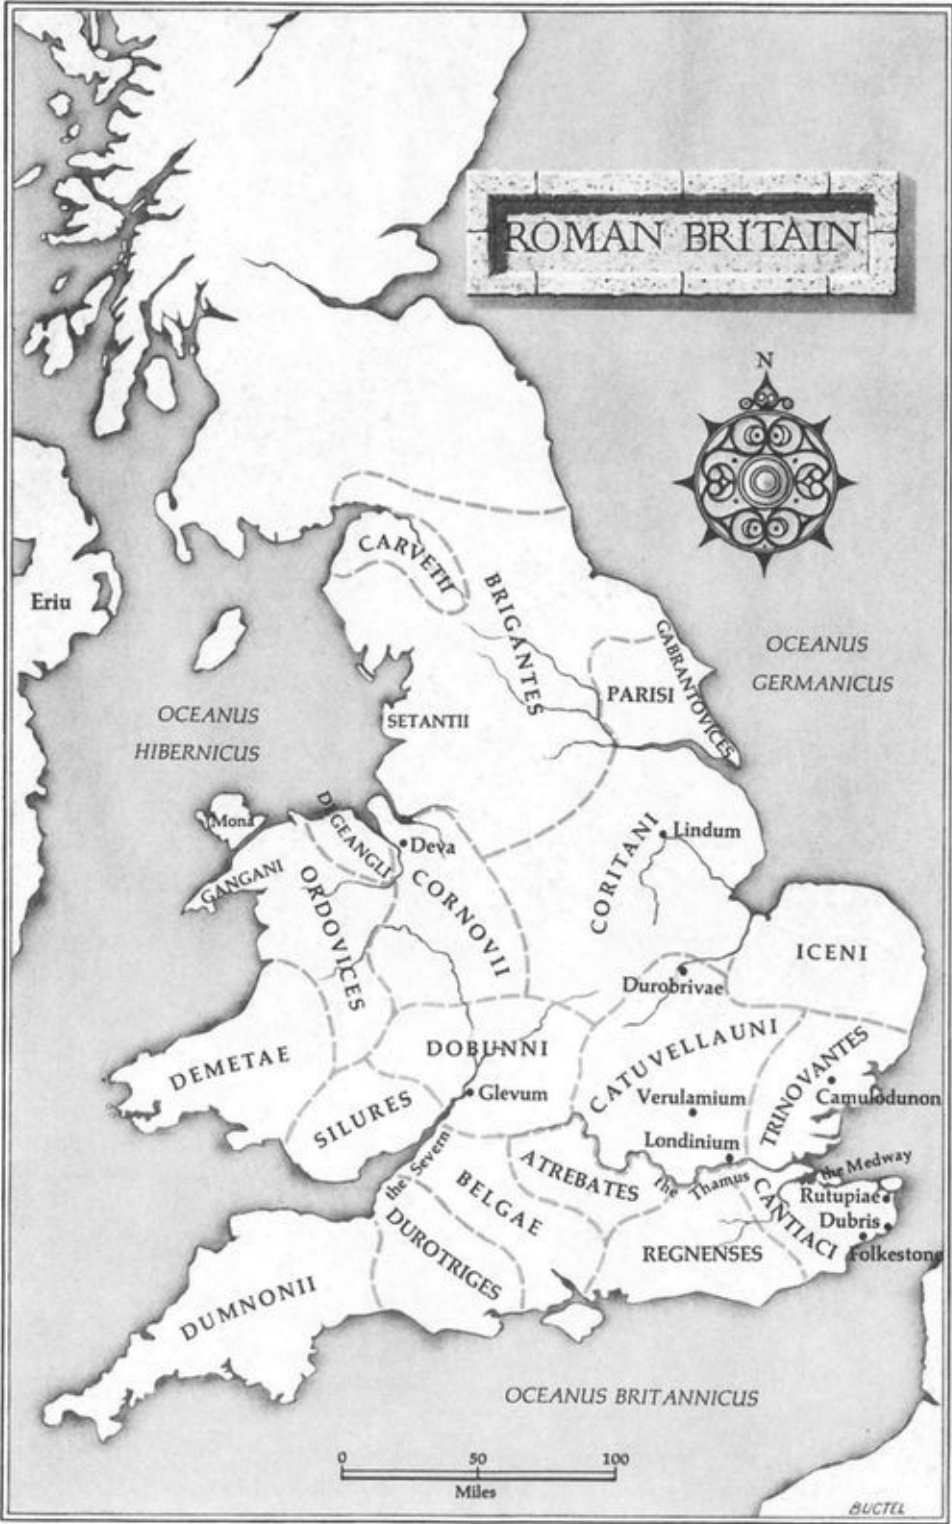 ROMAN BRITAIN
N
CARVETII
BRIGANTES
Eriu
GABRANTOVICES
OCEANUS
GERMANICUS
PARISI
OCEANUS
HIBERNICUS
SETANTII
Mona
DEGEANGLI
Deva
Lindum
GANGANI
ORDOVICES
CORNOVII
CORITANI
ICENI
Durobrivae
DEMETAE
DOBUNNI
CATUVELLAUNI
TRINOVANTES
Glevum
Verulamium
Camulodunon
SILURES
Londinium
the Severn
ATREBATES
The Thamus
the Medway
BELGAE
CANTIACI
Rutupiae
Dubris
DUROTRIGES
REGNENSES
Folkestone
DUMNONII
OCEANUS BRITANNICUS
0 50 100
Miles
BUCTEL